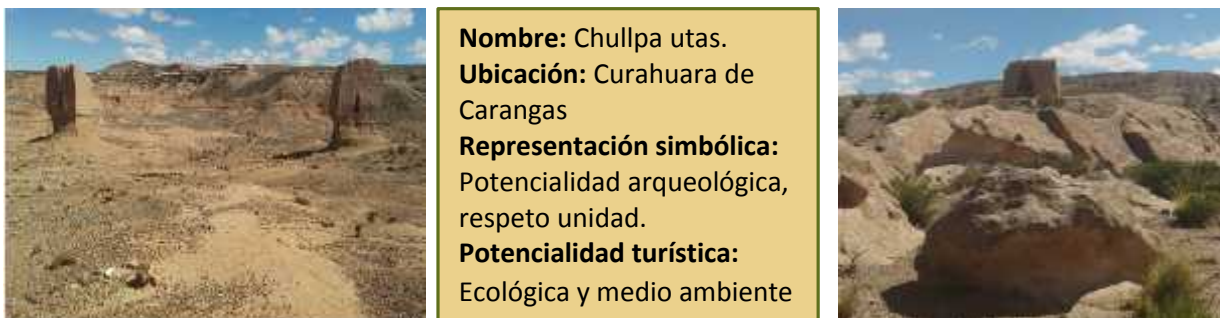 Nombre: Chullpa utas.
Ubicación: Curahuara de
Carangas
Representación simbólica:
Potencialidad arqueológica,
respeto unidad.
Potencialidad turística:
Ecológica y medio ambiente